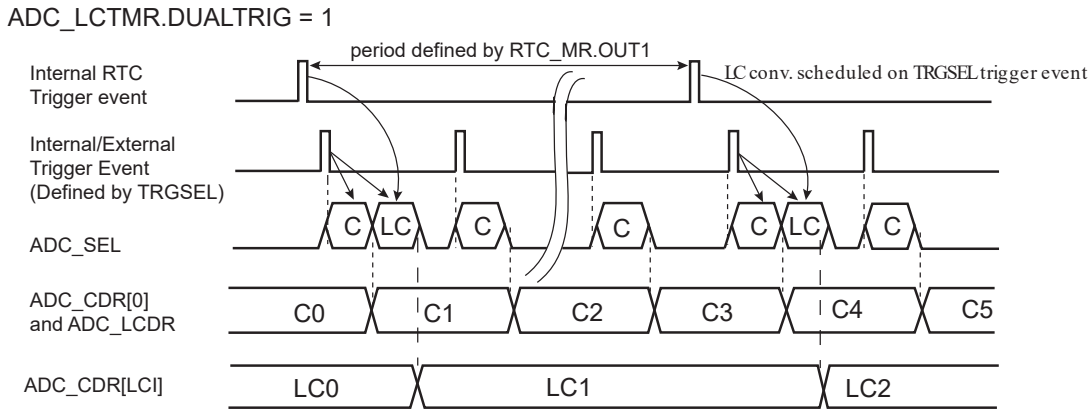 ADC_LCTMR.DUALTRIG = 1
period defined by RTC_MR.OUT1
Internal RTC
Trigger event
LC conv. scheduled on TRGSEL trigger event
Internal/External
Trigger Event
(Defined by TRGSEL)
ADC_SEL
C LC C C C LC C
ADC_CDR[0]
and ADC_LCDR
C0 C1 C2 C3 C4 C5
ADC_CDR[LCI]
LC0 LC1 LC2